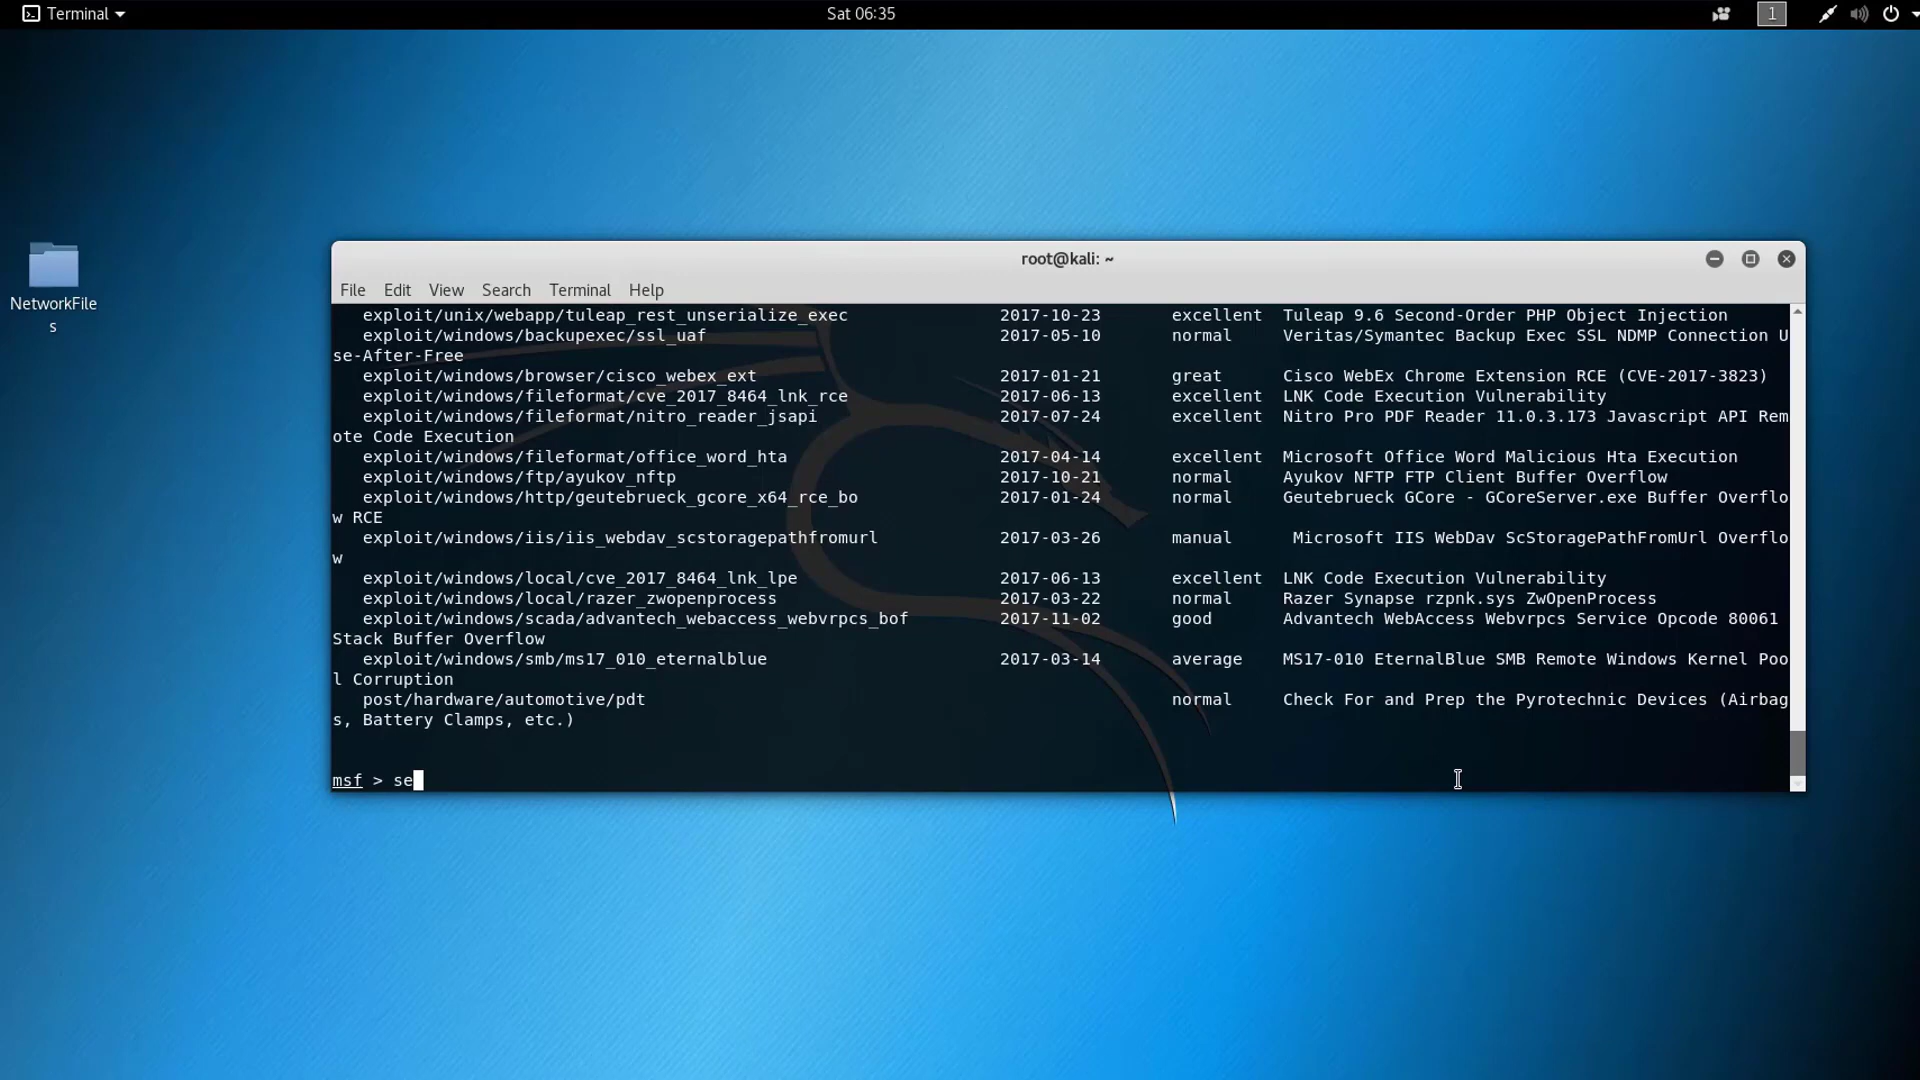 Terminal
Sat 06:35
1
NetworkFile
s
root@kali: ~
File Edit View Search Terminal Help
exploit/unix/webapp/tuleap_rest_unserialize_exec 2017-10-23 excellent Tuleap 9.6 Second-Order PHP Object Injection
exploit/windows/backupexec/ssl_uaf 2017-05-10 normal Veritas/Symantec Backup Exec SSL NDMP Connection U
se-After-Free
exploit/windows/browser/cisco_webex_ext 2017-01-21 great Cisco WebEx Chrome Extension RCE (CVE-2017-3823)
exploit/windows/fileformat/cve_2017_8464_lnk_rce 2017-06-13 excellent LNK Code Execution Vulnerability
exploit/windows/fileformat/nitro_reader_jsapi 2017-07-24 excellent Nitro Pro PDF Reader 11.0.3.173 Javascript API Rem
ote Code Execution
exploit/windows/fileformat/office_word_hta 2017-04-14 excellent Microsoft Office Word Malicious Hta Execution
exploit/windows/ftp/ayukov_nftp 2017-10-21 normal Ayukov NFTP FTP Client Buffer Overflow
exploit/windows/http/geutebrueck_gcore_x64_rce_bo 2017-01-24 normal Geutebrueck GCore - GCoreServer.exe Buffer Overflo
w RCE
exploit/windows/iis/iis_webdav_scstoragepathfromurl 2017-03-26 manual Microsoft IIS WebDav ScStoragePathFromUrl Overflo
w
exploit/windows/local/cve_2017_8464_lnk_lpe 2017-06-13 excellent LNK Code Execution Vulnerability
exploit/windows/local/razer_zwopenprocess 2017-03-22 normal Razer Synapse rzpnk.sys ZwOpenProcess
exploit/windows/scada/advantech_webaccess_webvrpcs_bof 2017-11-02 good Advantech WebAccess Webvrpcs Service Opcode 80061
Stack Buffer Overflow
exploit/windows/smb/ms17_010_eternalblue 2017-03-14 average MS17-010 EternalBlue SMB Remote Windows Kernel Poo
l Corruption
post/hardware/automotive/pdt normal Check For and Prep the Pyrotechnic Devices (Airbag
s, Battery Clamps, etc.)
msf > se